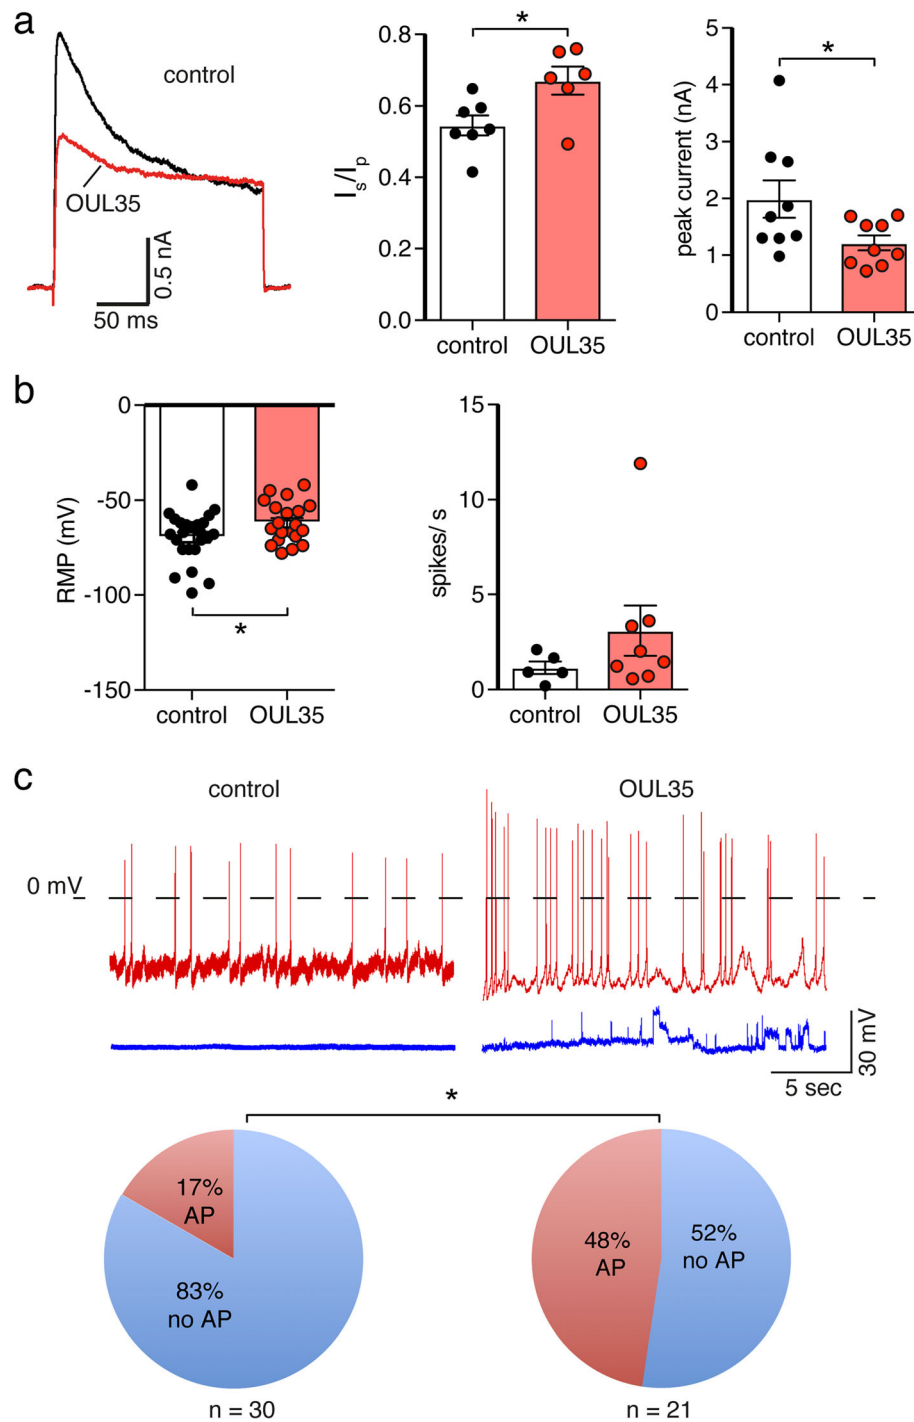 a
control
OUL35
0.5 nA
50 ms
*
Is/Ip
0.8
0.6
0.4
0.2
0.0
control
OUL35
*
peak current (nA)
5
4
3
2
1
0
control
OUL35
b
RMP (mV)
0
-50
-100
-150
*
control
OUL35
spikes/ s
15
10
5
0
control
OUL35
c
control
OUL35
0 mV
30 mV
5 sec
*
17%
AP
83%
no AP
48%
AP
52%
no AP
n = 30
n = 21